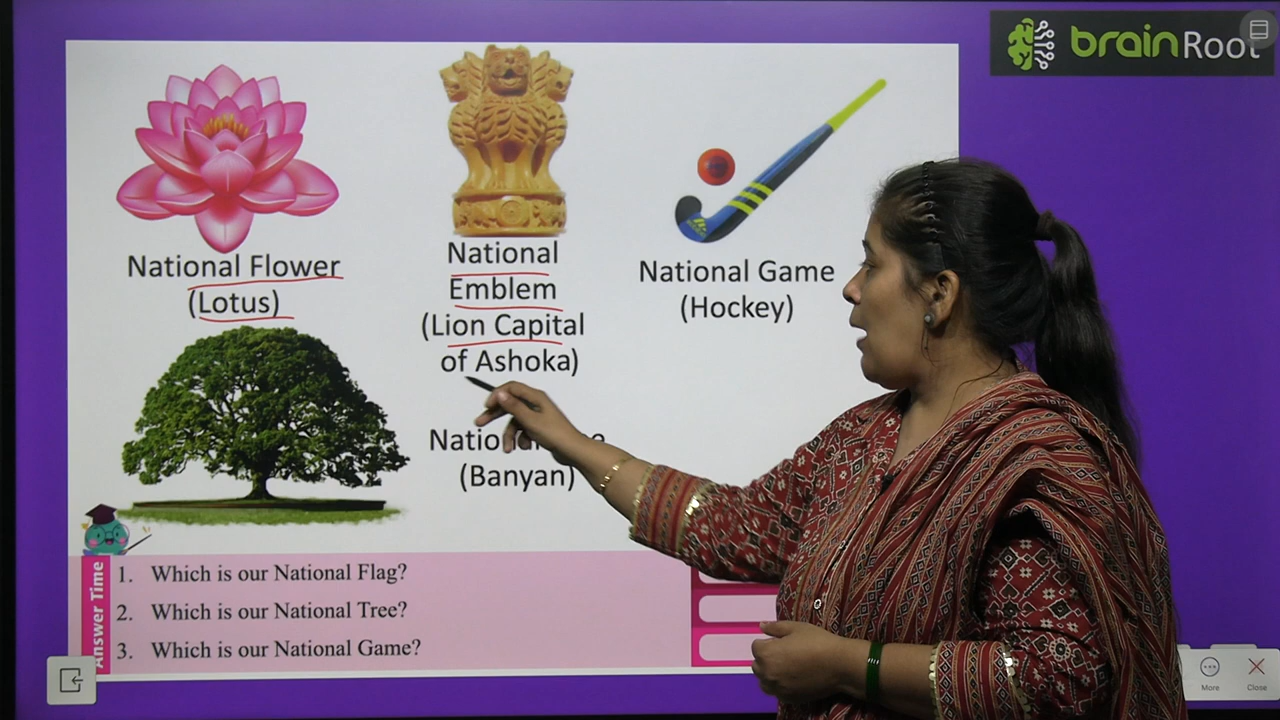 brainRoot
National Flower
(Lotus)
National
Emblem
(Lion Capital
of Ashoka)
National Game
(Hockey)
(Banyan)
Answer Time
1. Which is our National Flag?
2. Which is our National Tree?
3. Which is our National Game?
More
Close